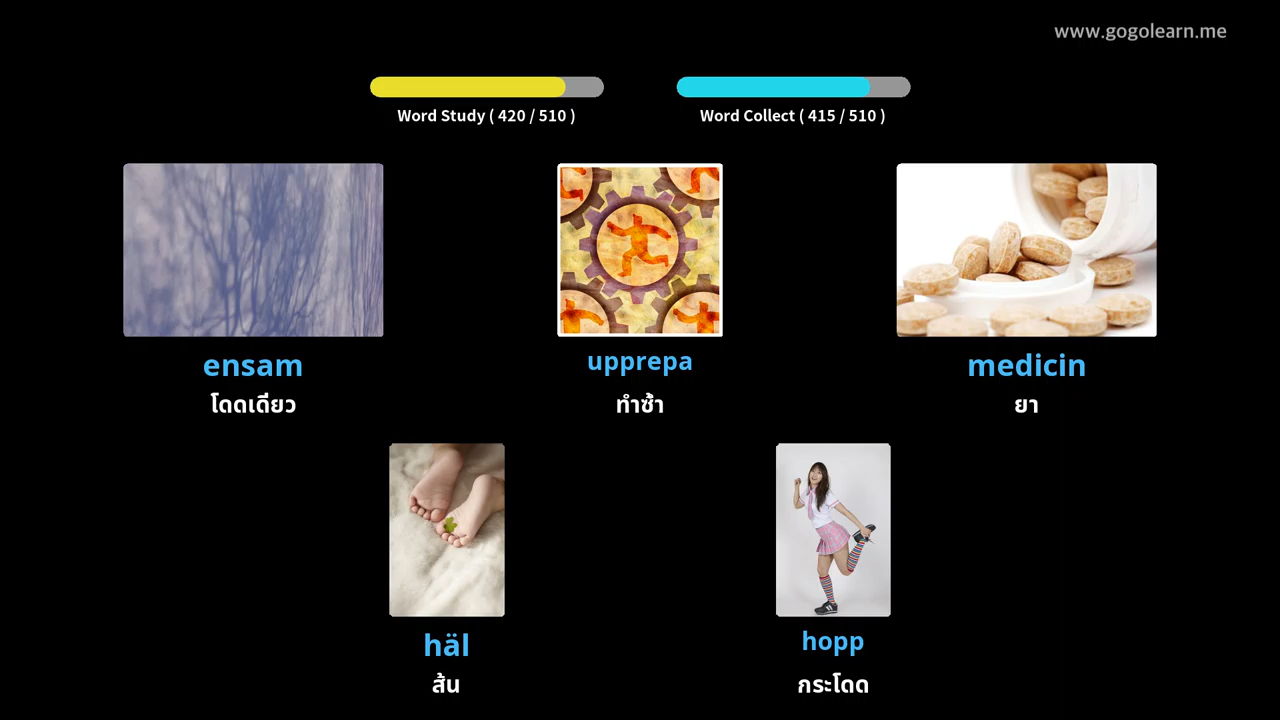 www.gogolearn.me
Word Study ( 420 / 510 )
Word Collect ( 415 / 510 )
ensam
โดดเดี่ยว
upprepa
ทำซ้ำ
medicin
ยา
häl
ส้น
hopp
กระโดด